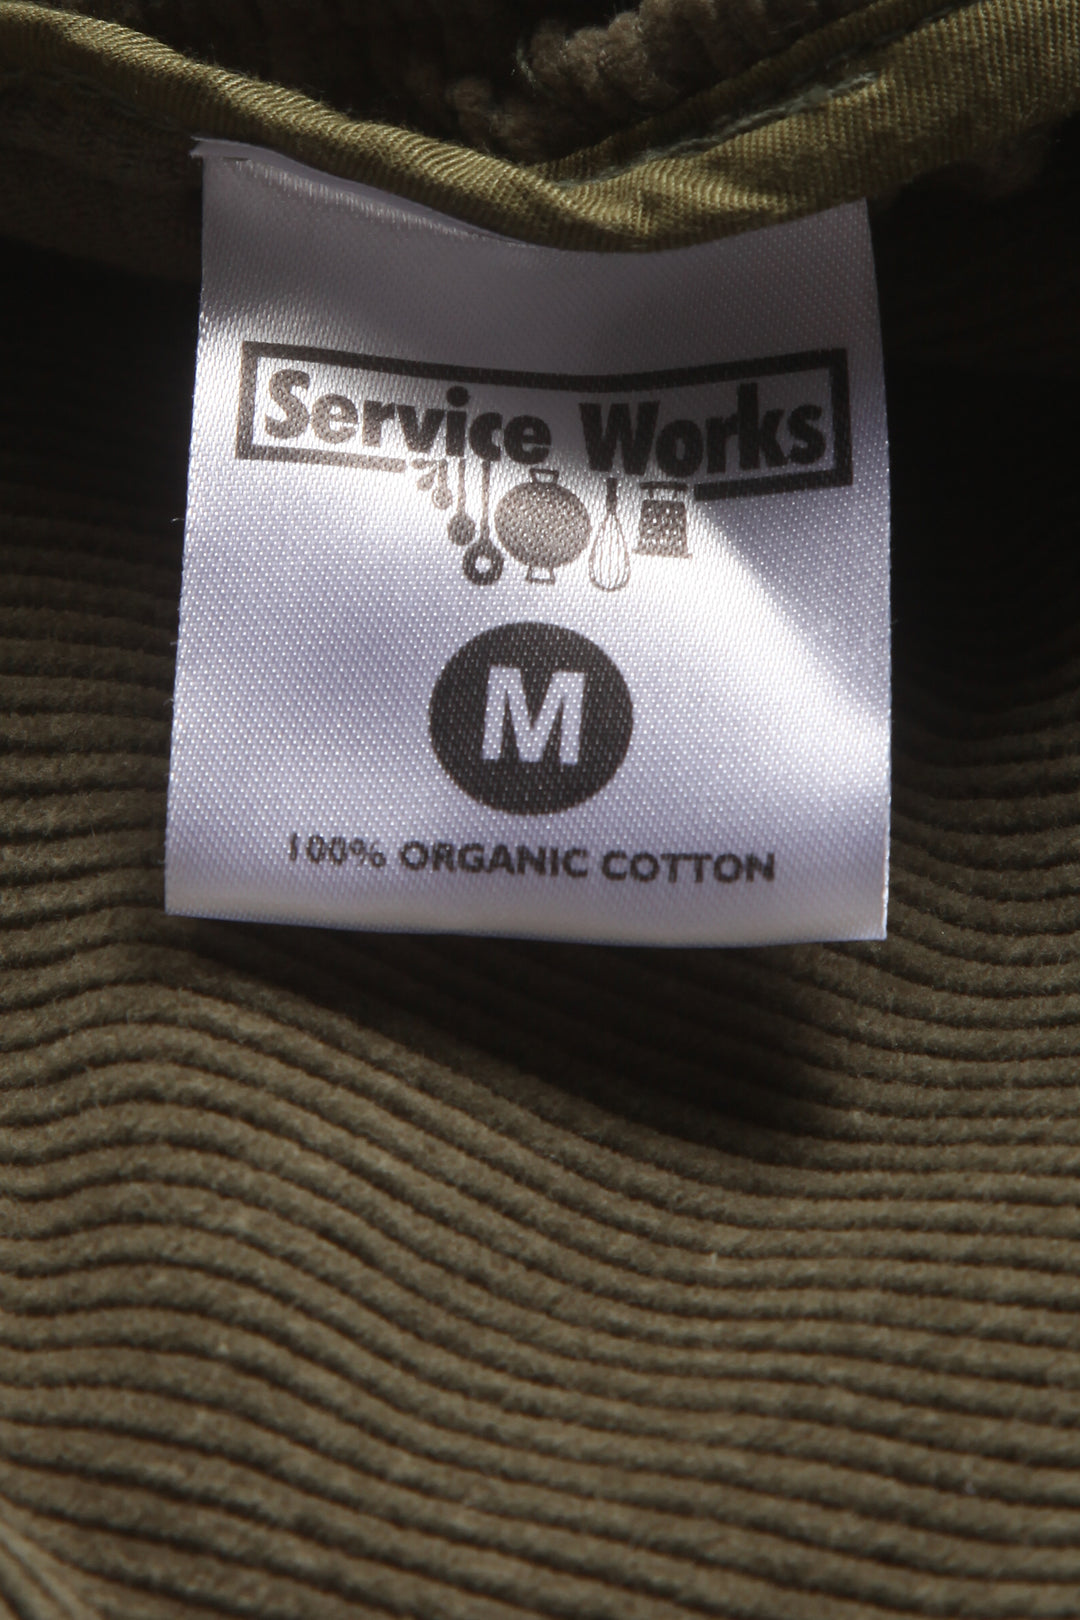 Service Works
M
100% ORGANIC COTTON